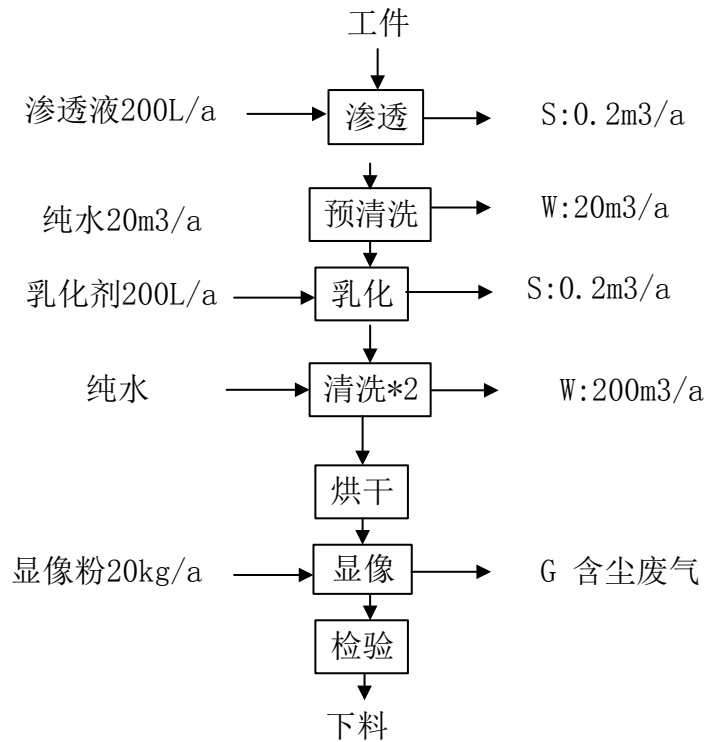 工件
渗透液200L/a
渗透
S:0.2m3/a
纯水20m3/a
预清洗
W:20m3/a
乳化剂200L/a
乳化
S:0.2m3/a
纯水
清洗*2
W:200m3/a
烘干
显像粉20kg/a
显像
G 含尘废气
检验
下料